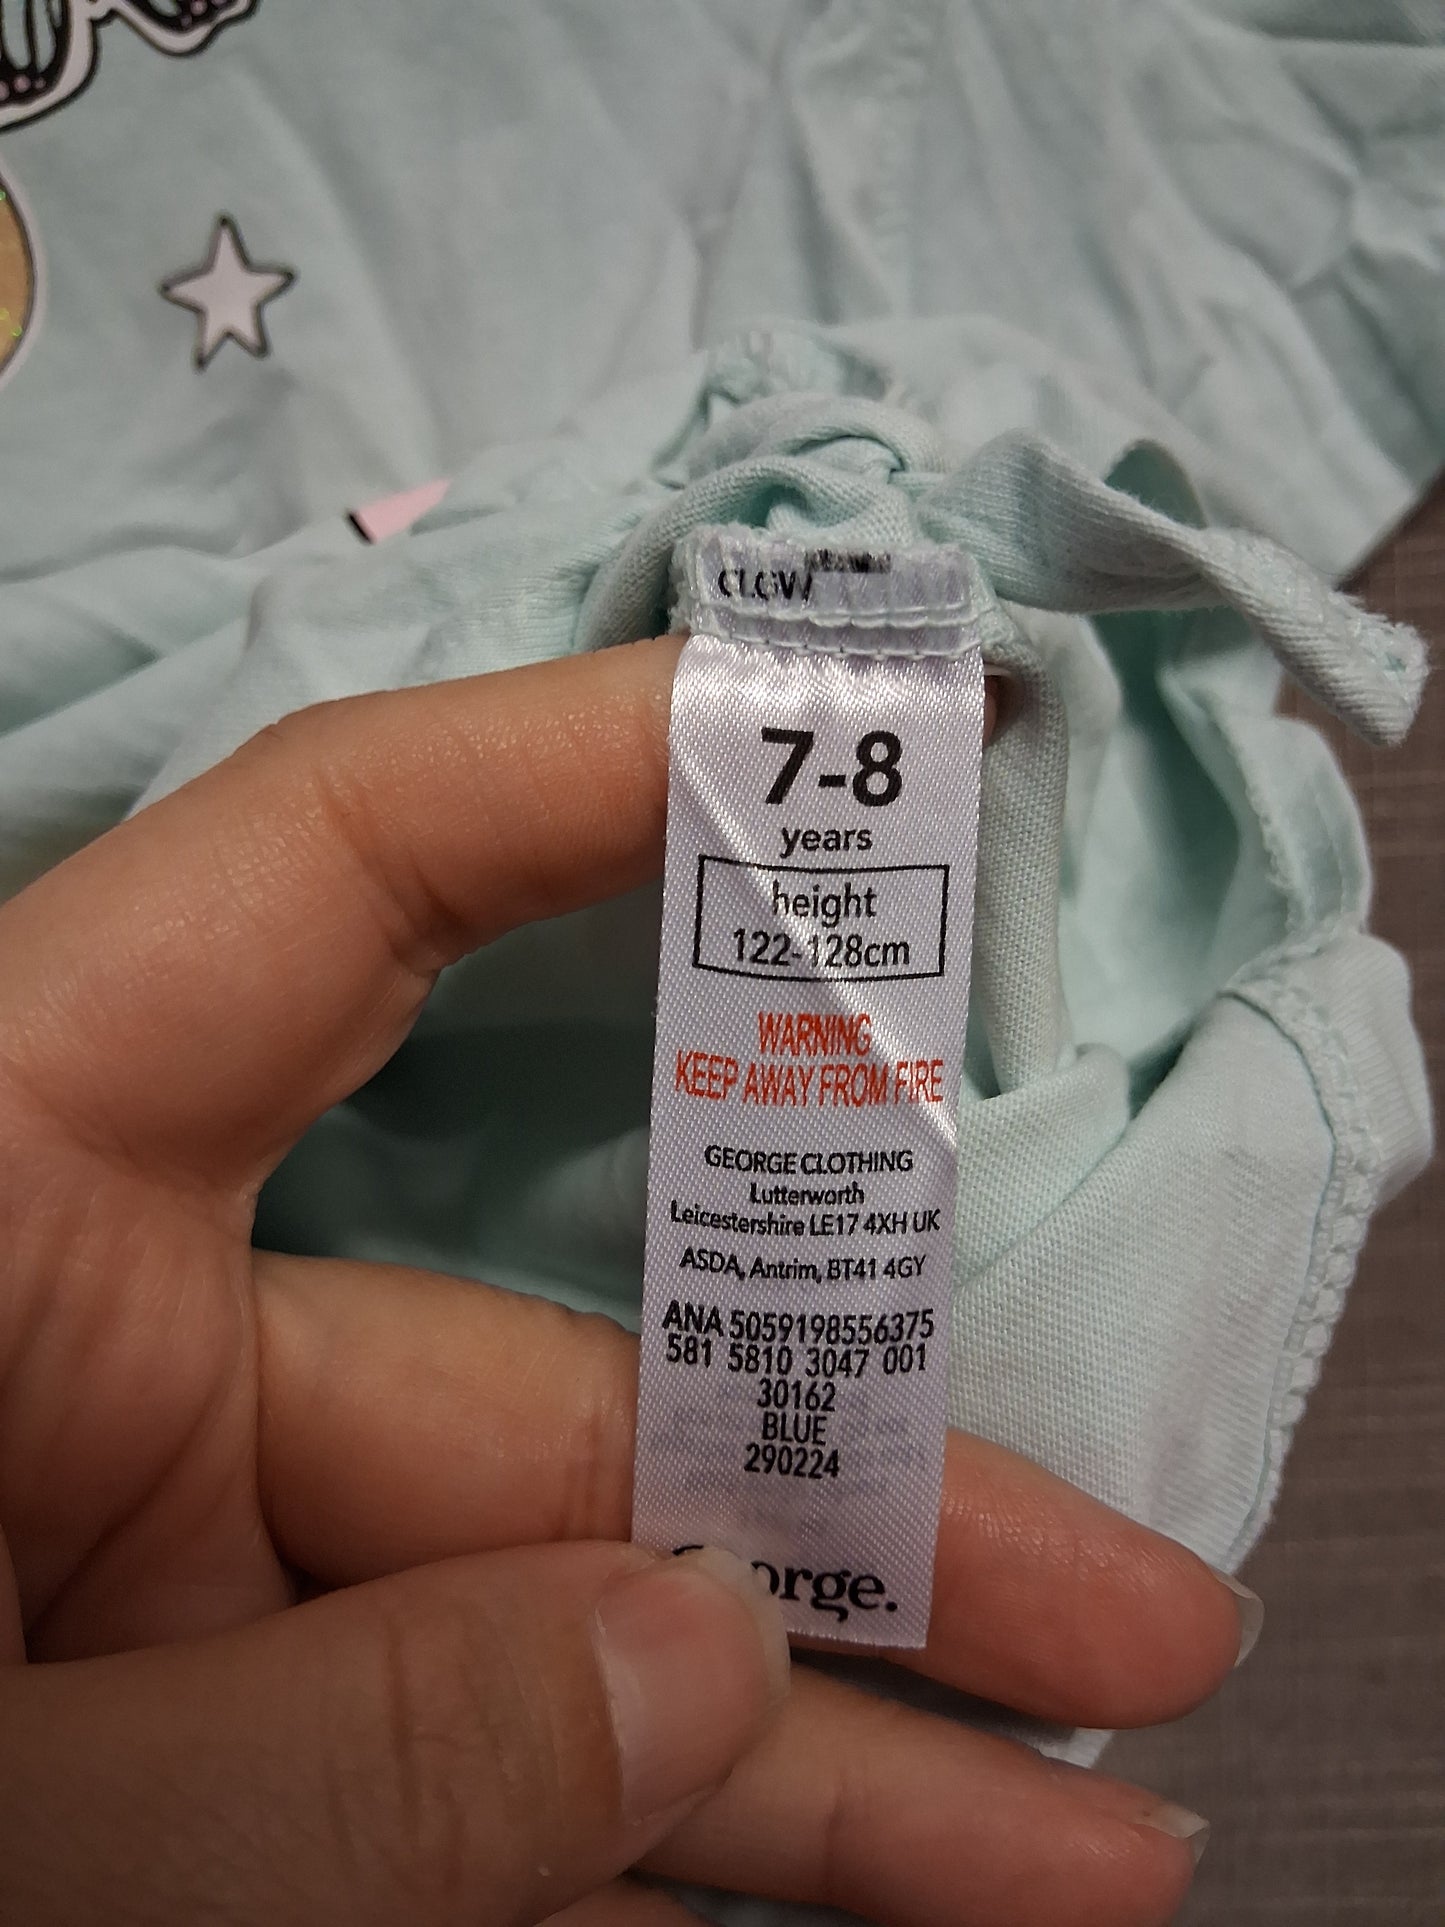 7-8
years
height
122-128cm
WARNING
KEEP AWAY FROM FIRE
GEORGE CLOTHING
Lutterworth
Leicestershire LE17 4XH UK
ASDA, Antrim, BT41 4GY
ANA 5059198556375
581 5810 3047 001
30162
BLUE
290224
George.